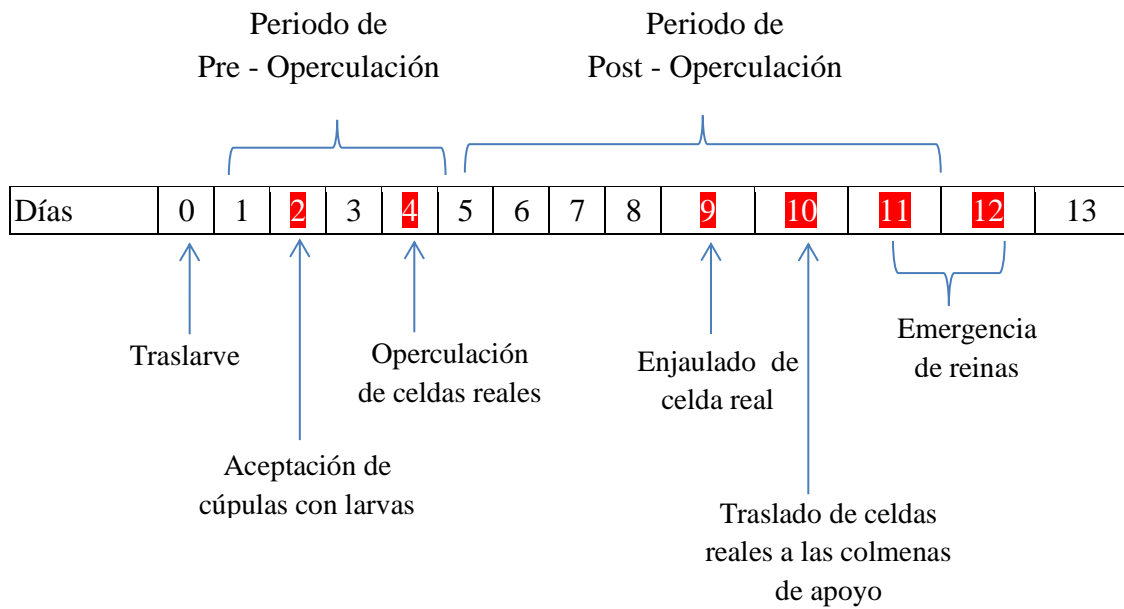 Periodo de
Pre - Operculación
Periodo de
Post - Operculación
Días 0 1 2 3 4 5 6 7 8 9 10 11 12 13
Traslarve
Operculación
de celdas reales
Enjaulado de
celda real
Emergencia
de reinas
Aceptación de
cúpulas con larvas
Traslado de celdas
reales a las colmenas
de apoyo